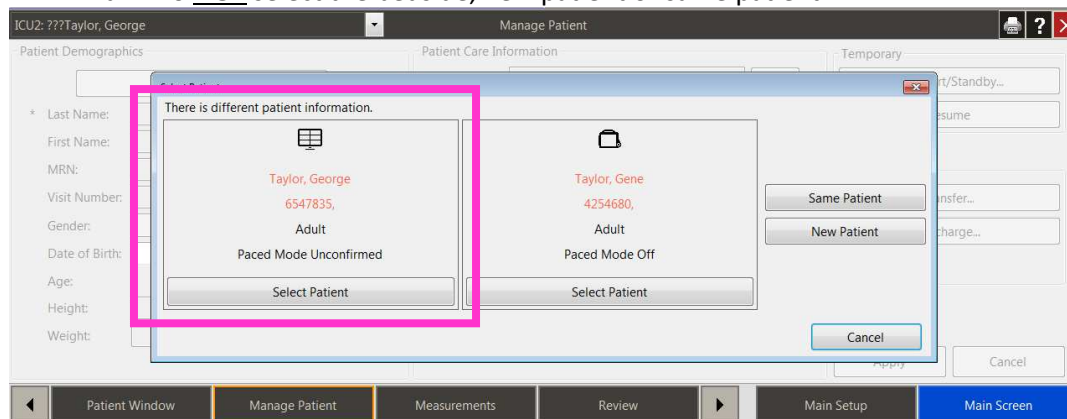 ICU2: ???Taylor, George
Manage Patient
?
Patient Demographics
Patient Care Information
Temporary
rt/Standby...
There is different patient information.
* Last Name:
esume
First Name:
MRN:
Taylor, George
Taylor, Gene
Visit Number:
6547835,
4254680,
Same Patient
nsfer...
Gender:
Adult
Adult
New Patient
charge...
Date of Birth:
Paced Mode Unconfirmed
Paced Mode Off
Age:
Select Patient
Select Patient
Height:
Weight:
Cancel
Apply
Cancel
Patient Window
Manage Patient
Measurements
Review
Main Setup
Main Screen